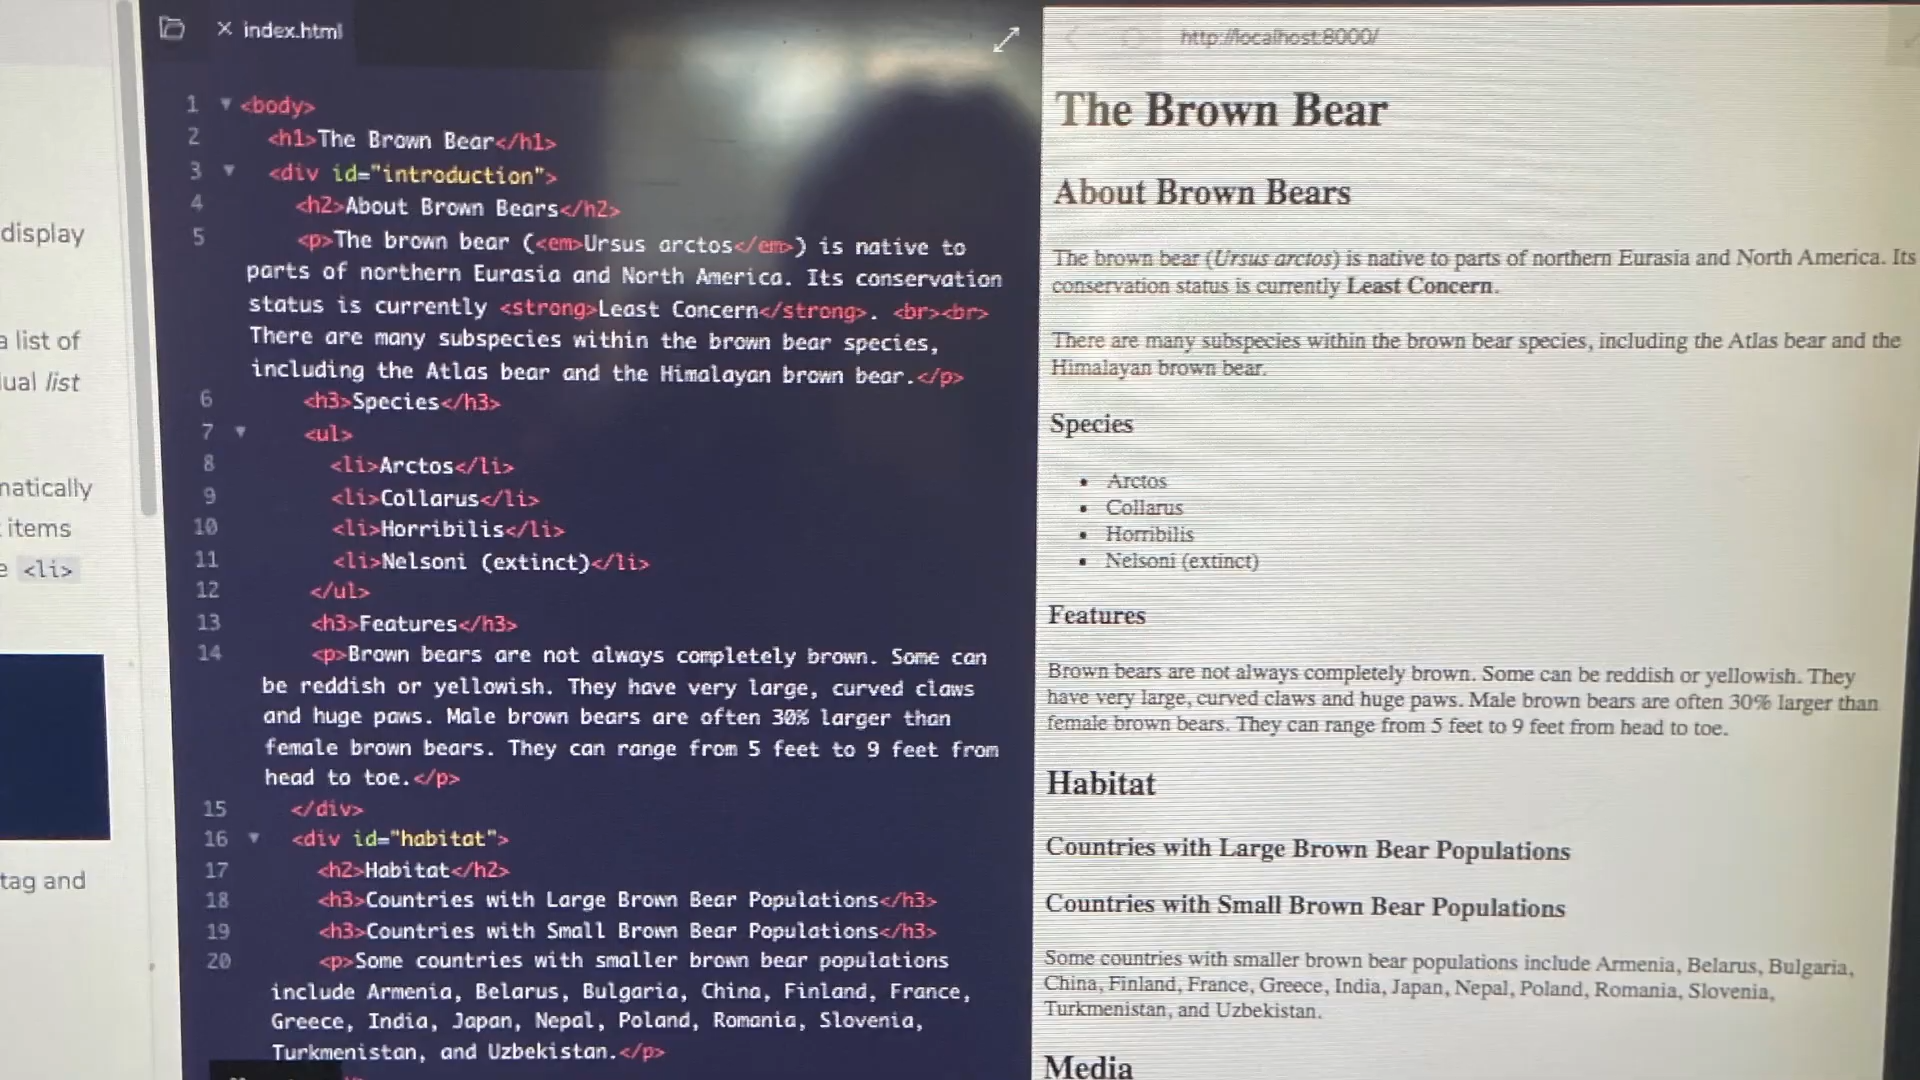 display
a list of
list
matically
items
<li>
tag and
index.html
1 <body>
2 <h1>The Brown Bear</h1>
3 <div id="introduction">
4 <h2>About Brown Bears</h2>
5 <p>The brown bear (<em>Ursus arctos</em>) is native to
parts of northern Eurasia and North America. Its conservation
status is currently <strong>Least Concern</strong>. <br><br>
There are many subspecies within the brown bear species,
including the Atlas bear and the Himalayan brown bear.</p>
6 <h3>Species</h3>
7 <ul>
8 <li>Arctos</li>
9 <li>Collarus</li>
10 <li>Horribilis</li>
11 <li>Nelsoni (extinct)</li>
12 </ul>
13 <h3>Features</h3>
14 <p>Brown bears are not always completely brown. Some can
be reddish or yellowish. They have very large, curved claws
and huge paws. Male brown bears are often 30% larger than
female brown bears. They can range from 5 feet to 9 feet from
head to toe.</p>
15 </div>
16 <div id="habitat">
17 <h2>Habitat</h2>
18 <h3>Countries with Large Brown Bear Populations</h3>
19 <h3>Countries with Small Brown Bear Populations</h3>
20 <p>Some countries with smaller brown bear populations
include Armenia, Belarus, Bulgaria, China, Finland, France,
Greece, India, Japan, Nepal, Poland, Romania, Slovenia,
Turkmenistan, and Uzbekistan.</p>
http://localhost:8000/
The Brown Bear
About Brown Bears
The brown bear (Ursus arctos) is native to parts of northern Eurasia and North America. Its
conservation status is currently Least Concern.
There are many subspecies within the brown bear species, including the Atlas bear and the
Himalayan brown bear.
Species
• Arctos
• Collarus
• Horribilis
• Nelsoni (extinct)
Features
Brown bears are not always completely brown. Some can be reddish or yellowish. They
have very large, curved claws and huge paws. Male brown bears are often 30% larger than
female brown bears. They can range from 5 feet to 9 feet from head to toe.
Habitat
Countries with Large Brown Bear Populations
Countries with Small Brown Bear Populations
Some countries with smaller brown bear populations include Armenia, Belarus, Bulgaria,
China, Finland, France, Greece, India, Japan, Nepal, Poland, Romania, Slovenia,
Turkmenistan, and Uzbekistan.
Media